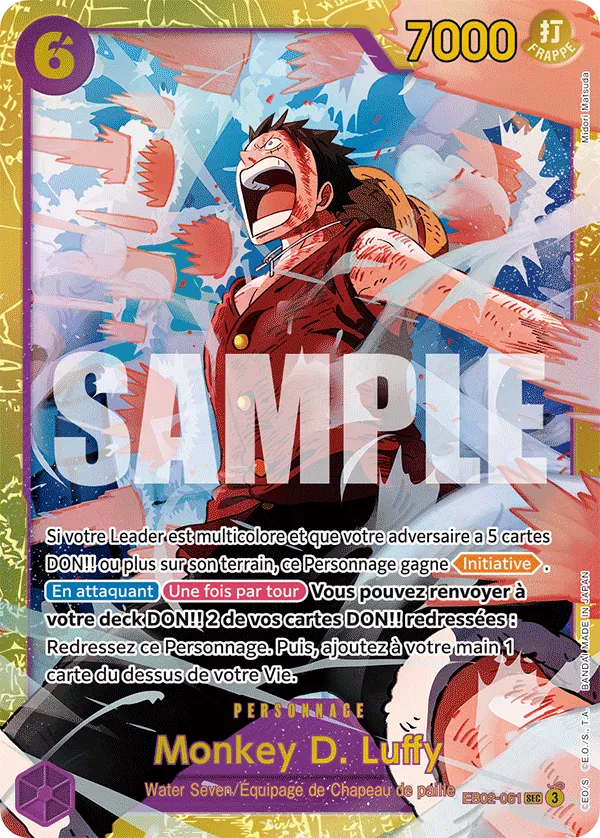 6
7000
打
FRAPPE
Midori Matsuda
SAMPLE
Si votre Leader est multicolore et que votre adversaire a 5 cartes
DON!! ou plus sur son terrain, ce Personnage gagne Initiative.
En attaquant Une fois par tour Vous pouvez renvoyer à
votre deck DON!! 2 de vos cartes DON!! redressées :
Redressez ce Personnage. Puis, ajoutez à votre main 1
carte du dessus de votre Vie.
PERSONNAGE
Monkey D. Luffy
Water Seven/Équipage de Chapeau de paille
EB02-061 SEC 3
©E.O/S ©E.O./S., T.A. BANDAI MADE IN JAPAN